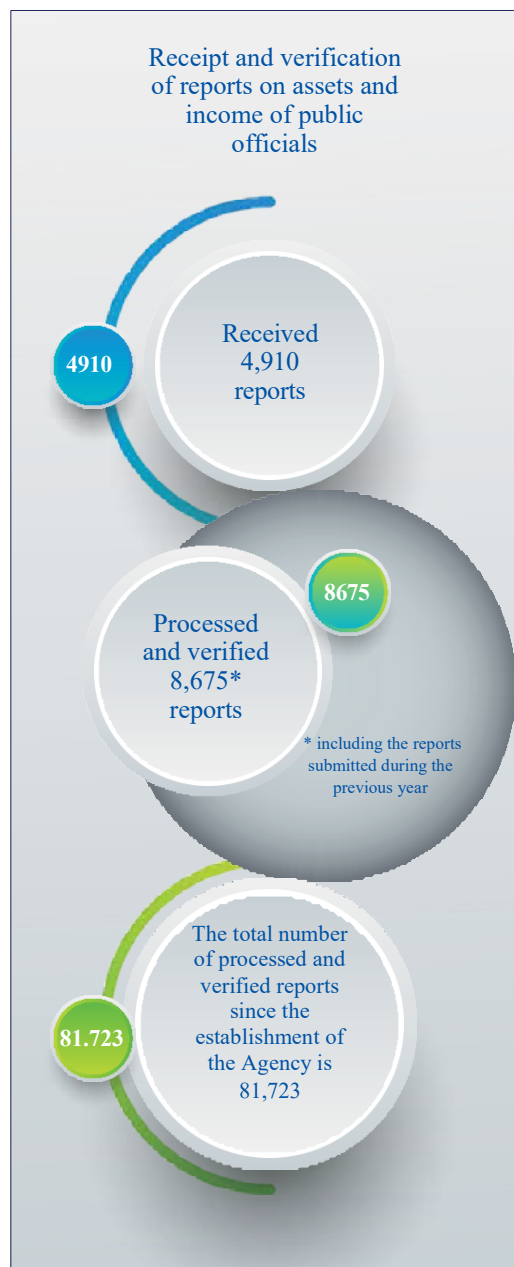 Receipt and verification
of reports on assets and
income of public
officials
Received
4,910
reports
4910
8675
Processed
and verified
8,675*
reports
* including the reports
submitted during the
previous year
The total number
of processed and
verified reports
since the
establishment of
the Agency is
81,723
81.723